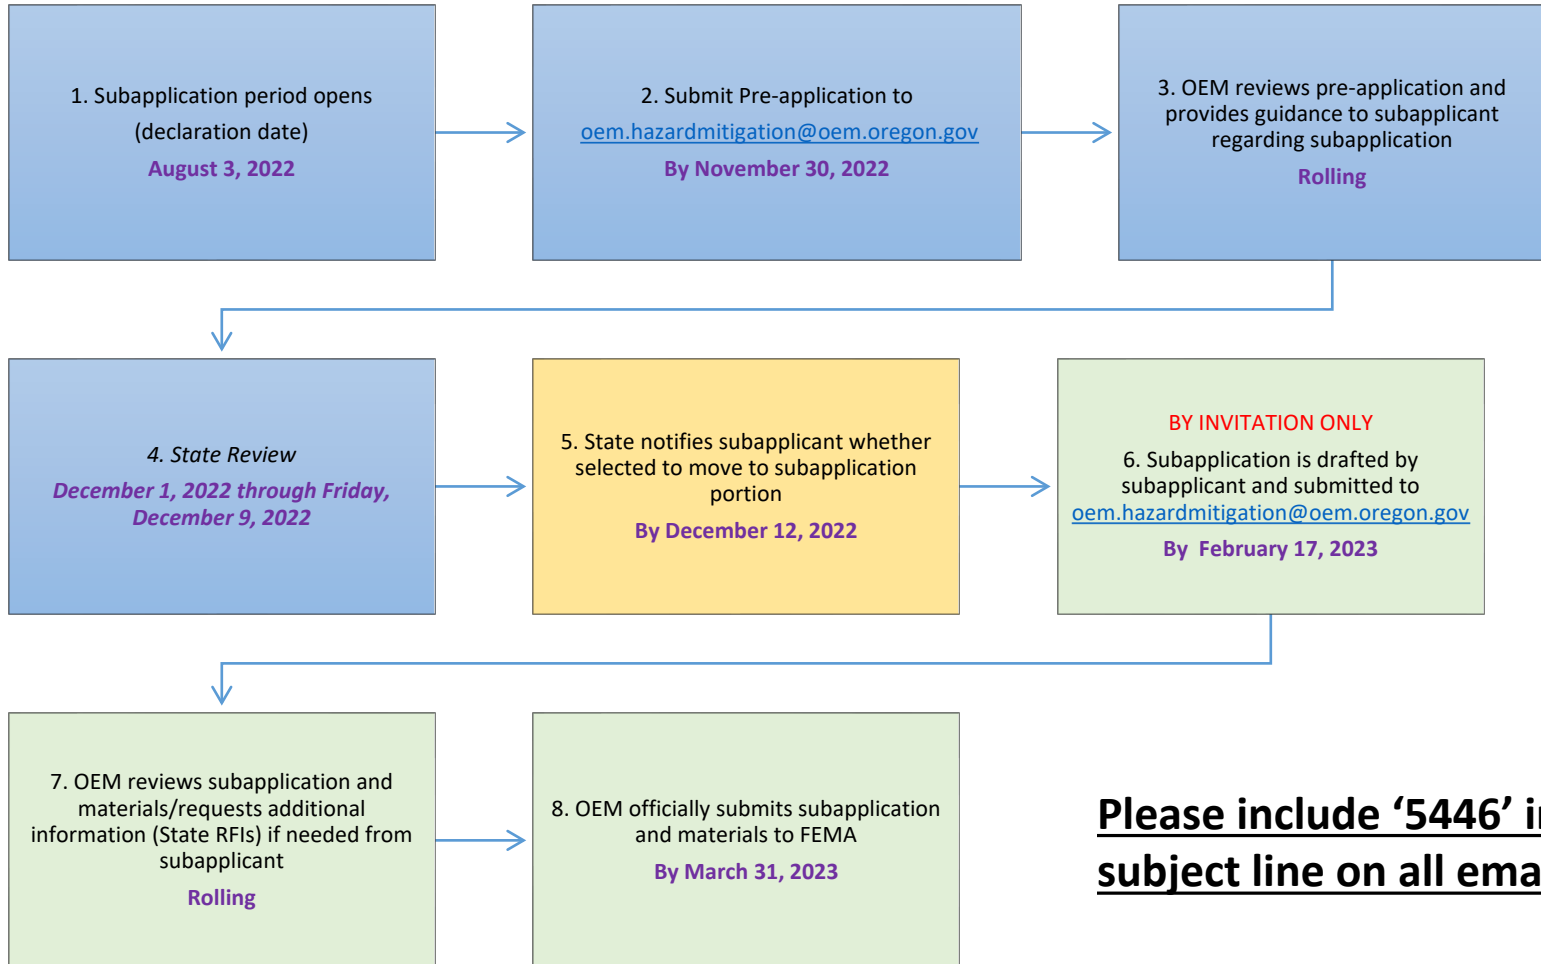 1. Subapplication period opens
(declaration date)
August 3, 2022
2. Submit Pre-application to
oem.hazardmitigation@oem.oregon.gov
By November 30, 2022
3. OEM reviews pre-application and
provides guidance to subapplicant
regarding subapplication
Rolling
4. State Review
December 1, 2022 through Friday,
December 9, 2022
5. State notifies subapplicant whether
selected to move to subapplication
portion
By December 12, 2022
BY INVITATION ONLY
6. Subapplication is drafted by
subapplicant and submitted to
oem.hazardmitigation@oem.oregon.gov
By February 17, 2023
7. OEM reviews subapplication and
materials/requests additional
information (State RFIs) if needed from
subapplicant
Rolling
8. OEM officially submits subapplication
and materials to FEMA
By March 31, 2023
Please include ‘5446’
subject line on all